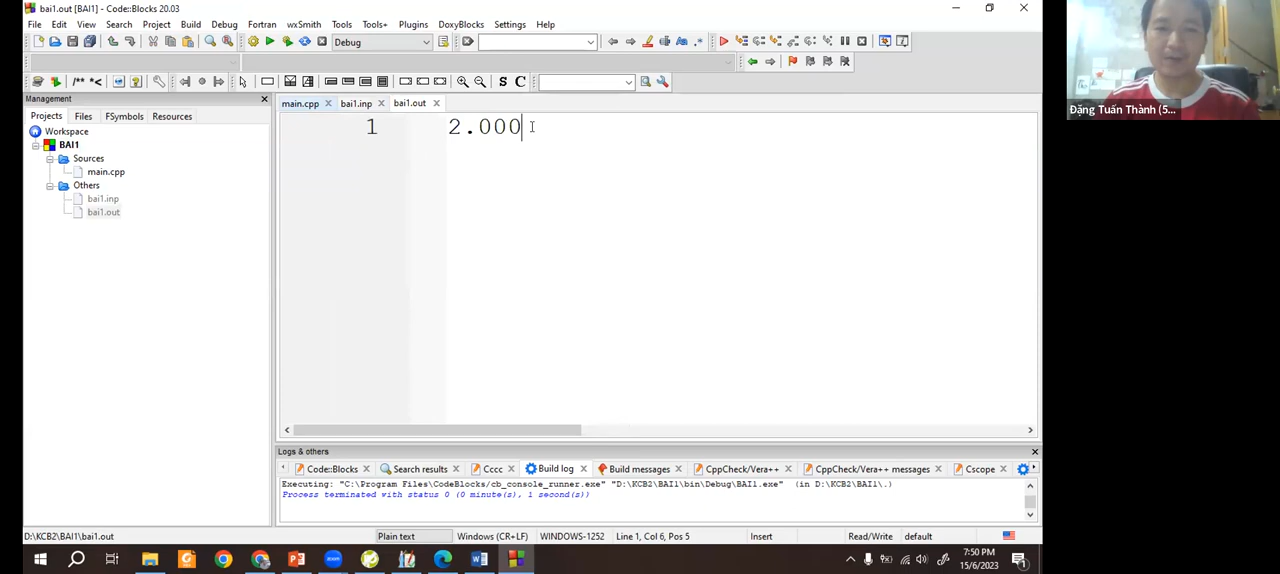 bai1.out [BAI1] - Code::Blocks 20.03
File Edit View Search Project Build Debug Fortran wxSmith Tools Tools+ Plugins DoxyBlocks Settings Help
Debug
/** *<
S C
Management
Projects Files FSymbols Resources
Workspace
BAI1
Sources
main.cpp
Others
bai1.inp
bai1.out
main.cpp bai1.inp bai1.out
1 2.000
Đặng Tuấn Thành (5...
Logs & others
Code::Blocks Search results Cccc Build log Build messages CppCheck/Vera++ CppCheck/Vera++ messages Cscope
Executing: "C:\Program Files\CodeBlocks/cb_console_runner.exe" "D:\KCB2\BAI1\bin\Debug\BAI1.exe" (in D:\KCB2\BAI1\.)
Process terminated with status 0 (0 minute(s), 1 second(s))
D:\KCB2\BAI1\bai1.out Plain text Windows (CR+LF) WINDOWS-1252 Line 1, Col 6, Pos 5 Insert Read/Write default
7:50 PM
15/6/2023